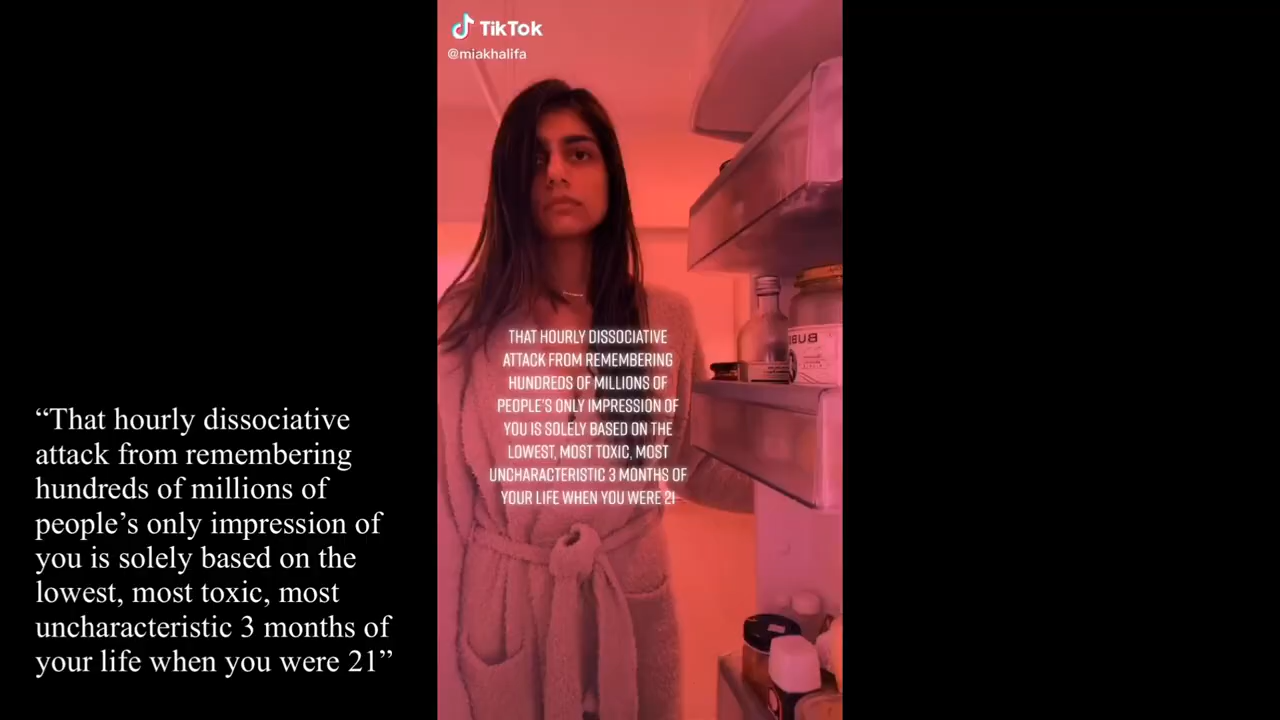 TikTok
@miakhalifa
THAT HOURLY DISSOCIATIVE
ATTACK FROM REMEMBERING
HUNDREDS OF MILLIONS OF
PEOPLE'S ONLY IMPRESSION OF
YOU IS SOLELY BASED ON THE
LOWEST, MOST TOXIC, MOST
UNCHARACTERISTIC 3 MONTHS OF
YOUR LIFE WHEN YOU WERE 21
“That hourly dissociative
attack from remembering
hundreds of millions of
people’s only impression of
you is solely based on the
lowest, most toxic, most
uncharacteristic 3 months of
your life when you were 21”